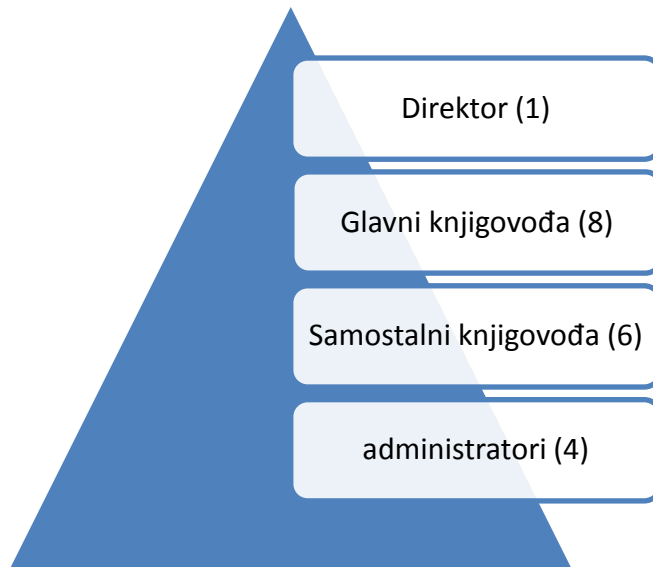 Direktor (1)
Glavni knjigovođa (8)
Samostalni knjigovođa (6)
administratori (4)